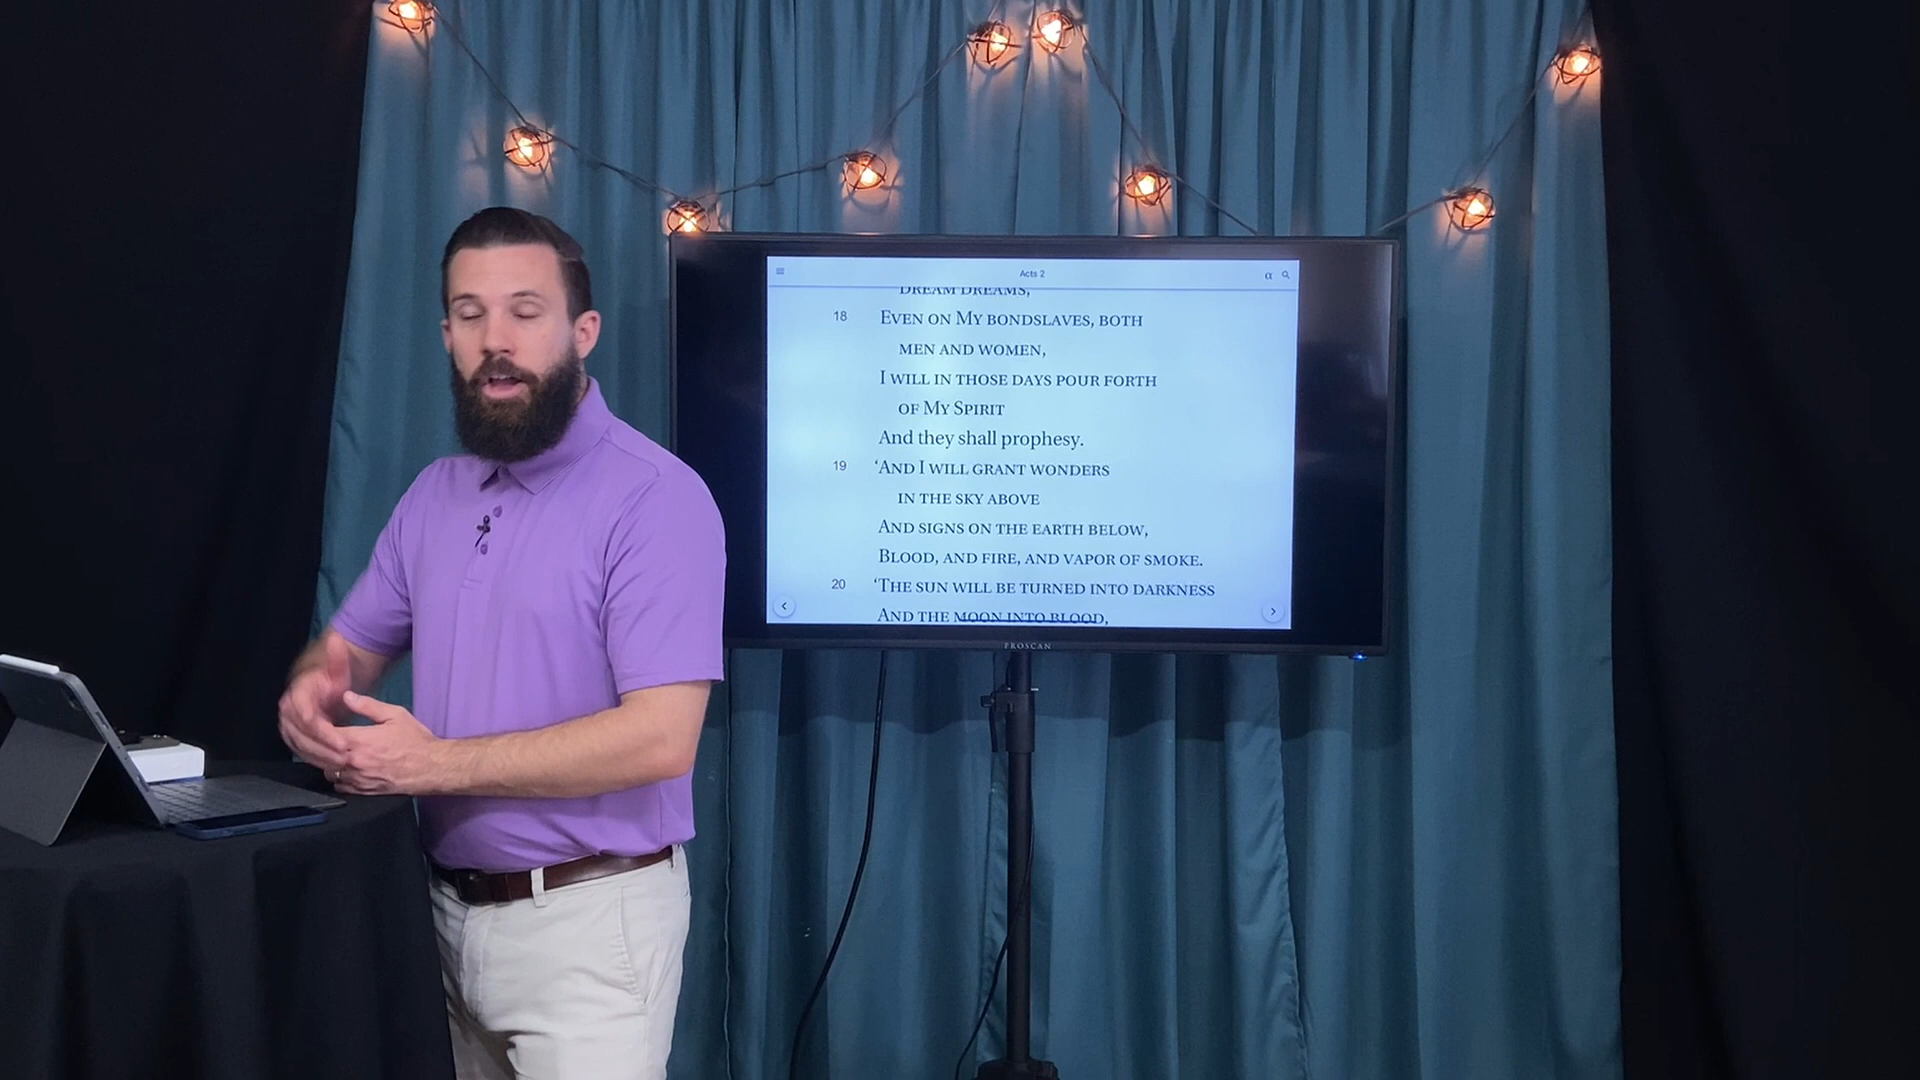 Acts 2
α
DREAM DREAMS,
18 EVEN ON MY BONDSLAVES, BOTH
MEN AND WOMEN,
I WILL IN THOSE DAYS POUR FORTH
OF MY SPIRIT
And they shall prophesy.
19 ‘AND I WILL GRANT WONDERS
IN THE SKY ABOVE
AND SIGNS ON THE EARTH BELOW,
BLOOD, AND FIRE, AND VAPOR OF SMOKE.
20 ‘THE SUN WILL BE TURNED INTO DARKNESS
AND THE MOON INTO BLOOD,
PROSCAN